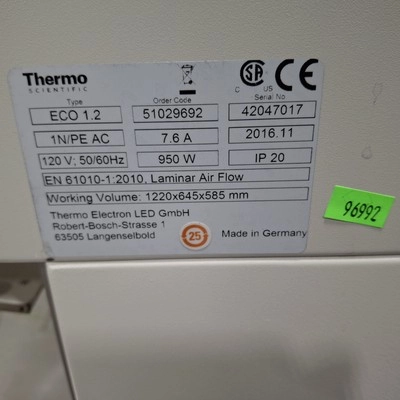 Thermo
SCIENTIFIC
C US
Type Order Code Serial No
ECO 1.2 51029692 42047017
1N/PE AC 7.6 A 2016.11
120 V; 50/60Hz 950 W IP 20
EN 61010-1:2010, Laminar Air Flow
Working Volume: 1220x645x585 mm
Thermo Electron LED GmbH
Robert-Bosch-Strasse 1
63505 Langenselbold
25
Made in Germany
96992